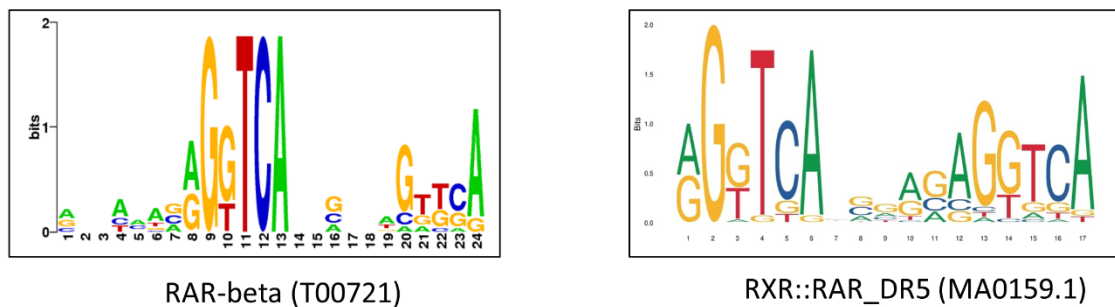 2
bits
1
0
A G G T C A G T T C A
G T
1 2 3 4 5 6 7 8 9 10 11 12 13 14 15 16 17 18 19 20 21 22 23 24
RAR-beta (T00721)
2.0
1.5
Bits
1.0
0.5
0.0
A G G T C A A G A G G T C A
G T
1 2 3 4 5 6 7 8 9 10 11 12 13 14 15 16 17
RXR::RAR_DR5 (MA0159.1)